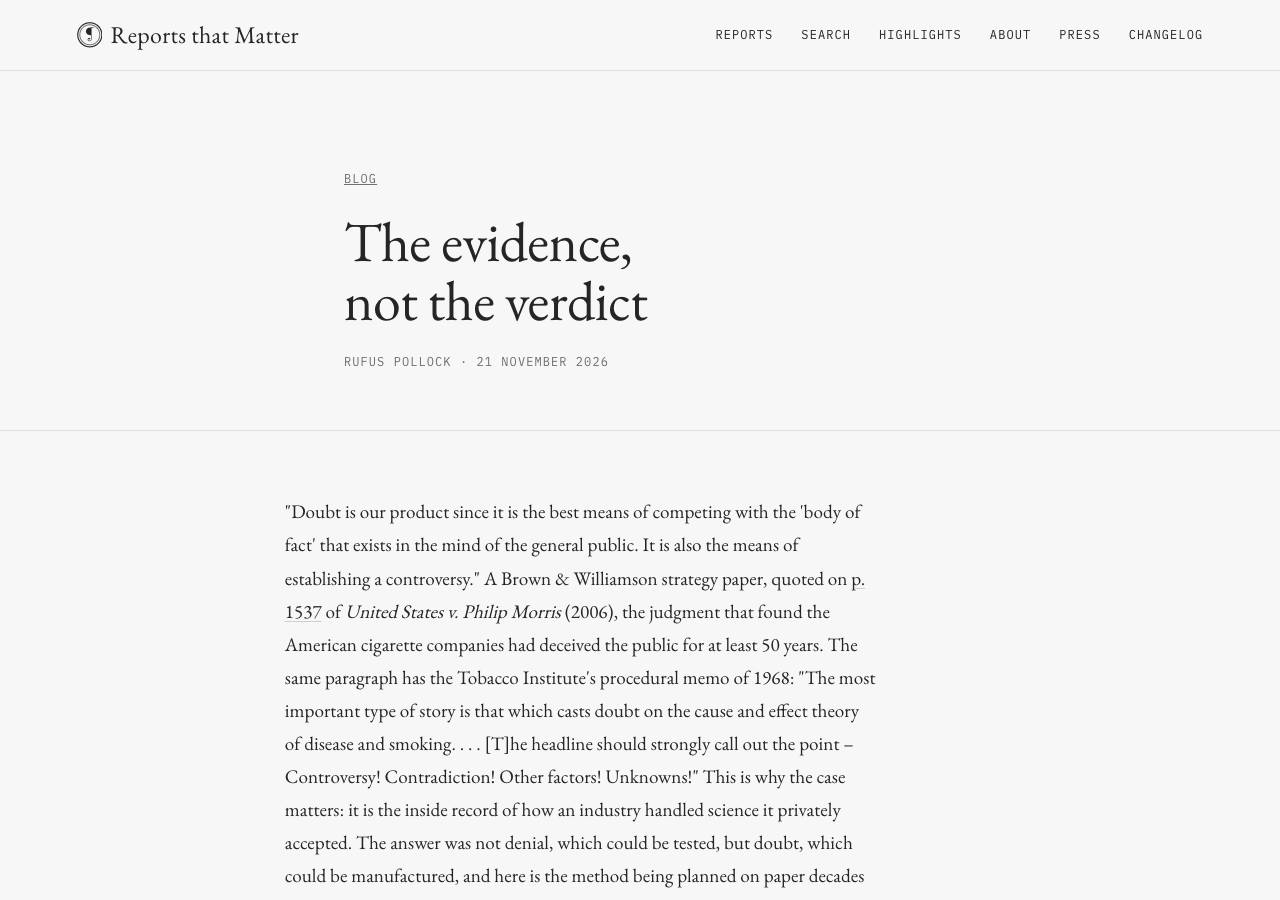 Reports that Matter
REPORTS SEARCH HIGHLIGHTS ABOUT PRESS CHANGELOG
BLOG
The evidence,
not the verdict
RUFUS POLLOCK · 21 NOVEMBER 2026
"Doubt is our product since it is the best means of competing with the 'body of
fact' that exists in the mind of the general public. It is also the means of
establishing a controversy." A Brown & Williamson strategy paper, quoted on p.
1537 of United States v. Philip Morris (2006), the judgment that found the
American cigarette companies had deceived the public for at least 50 years. The
same paragraph has the Tobacco Institute's procedural memo of 1968: "The most
important type of story is that which casts doubt on the cause and effect theory
of disease and smoking. . . . [T]he headline should strongly call out the point –
Controversy! Contradiction! Other factors! Unknowns!" This is why the case
matters: it is the inside record of how an industry handled science it privately
accepted. The answer was not denial, which could be tested, but doubt, which
could be manufactured, and here is the method being planned on paper decades